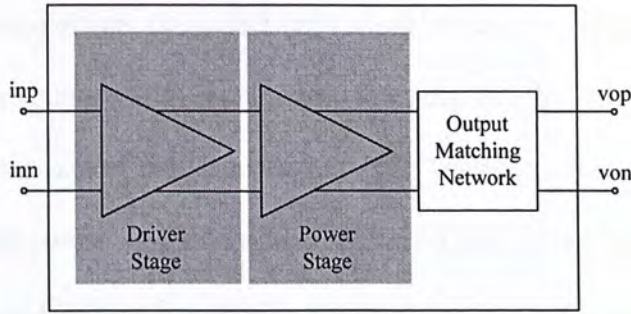 inp
inn
Driver
Stage
Power
Stage
Output
Matching
Network
vop
von